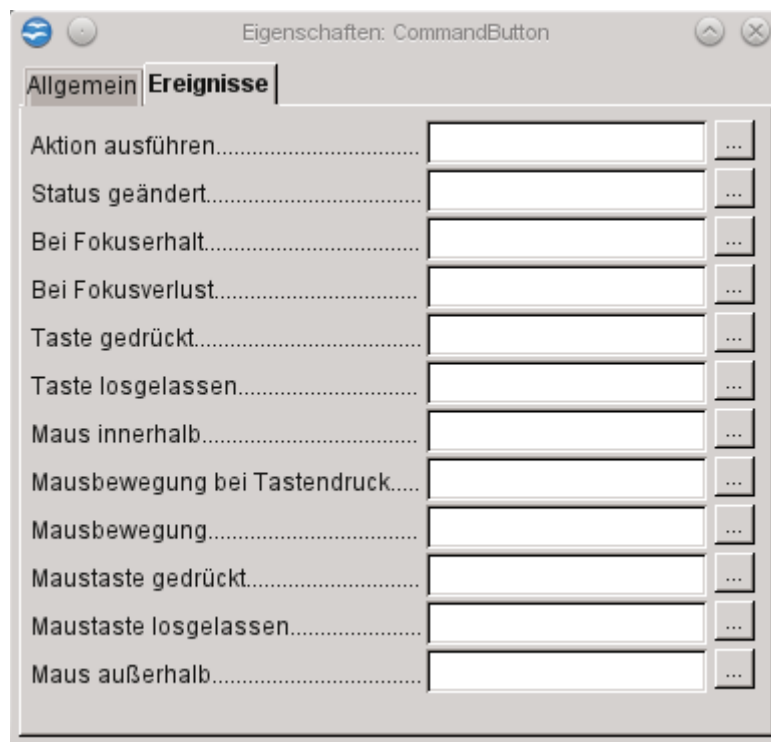 Eigenschaften: CommandButton
Allgemein Ereignisse
Aktion ausführen................................... ...
Status geändert.................................... ...
Bei Fokuserhalt.................................... ...
Bei Fokusverlust................................... ...
Taste gedrückt..................................... ...
Taste losgelassen................................ ...
Maus innerhalb..................................... ...
Mausbewegung bei Tastendruck..... ...
Mausbewegung.................................... ...
Maustaste gedrückt............................. ...
Maustaste losgelassen...................... ...
Maus außerhalb................................... ...